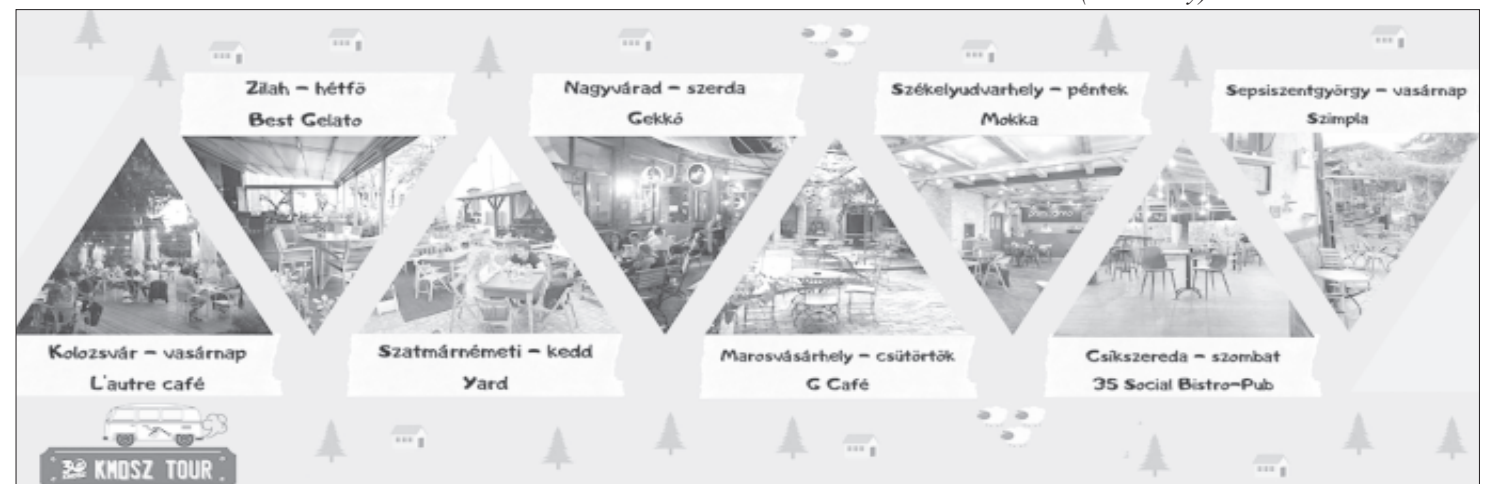 Zilah – hétfő
Best Gelato
Nagyvárad – szerda
Gekkó
Székelyudvarhely – péntek
Mokka
Sepsiszentgyörgy – vasárnap
Szimpla
Kolozsvár – vasárnap
L'autre café
Szatmárnémeti – kedd
Yard
Marosvásárhely – csütörtök
G Café
Csíkszereda – szombat
35 Social Bistro-Pub
KMDSZ TOUR